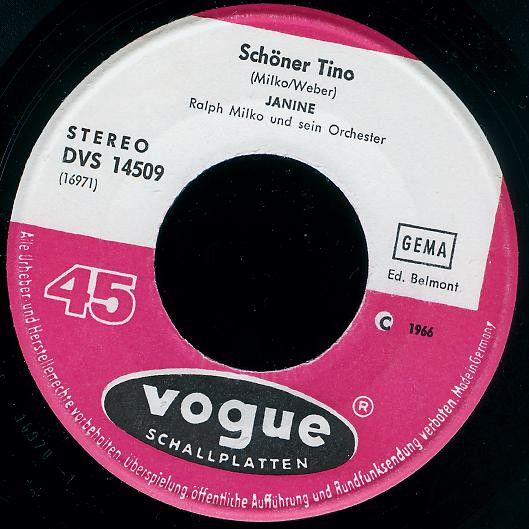 Schöner Tino
(Milko/Weber)
JANINE
Ralph Milko und sein Orchester
STEREO
DVS 14509
(16971)
GEMA
Ed. Belmont
45
C 1966
vogue ®
SCHALLPLATTEN
Alle Urheber- und Herstellerrechte vorbehalten. Überspielung, öffentliche Aufführung und Rundfunksendung verboten. Made in Germany